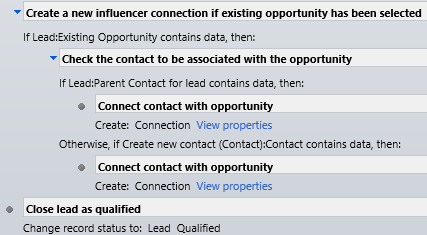 Create a new influencer connection if existing opportunity has been selected
If Lead:Existing Opportunity contains data, then:
Check the contact to be associated with the opportunity
If Lead:Parent Contact for lead contains data, then:
Connect contact with opportunity
Create:  Connection  View properties
Otherwise, if Create new contact (Contact):Contact contains data, then:
Connect contact with opportunity
Create:  Connection  View properties
Close lead as qualified
Change record status to:  Lead  Qualified